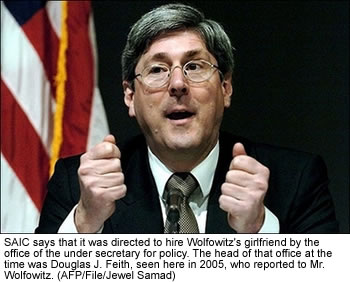 SAIC says that it was directed to hire Wolfowitz's girlfriend by the
office of the under secretary for policy. The head of that office at the
time was Douglas J. Feith, seen here in 2005, who reported to Mr.
Wolfowitz. (AFP/File/Jewel Samad)